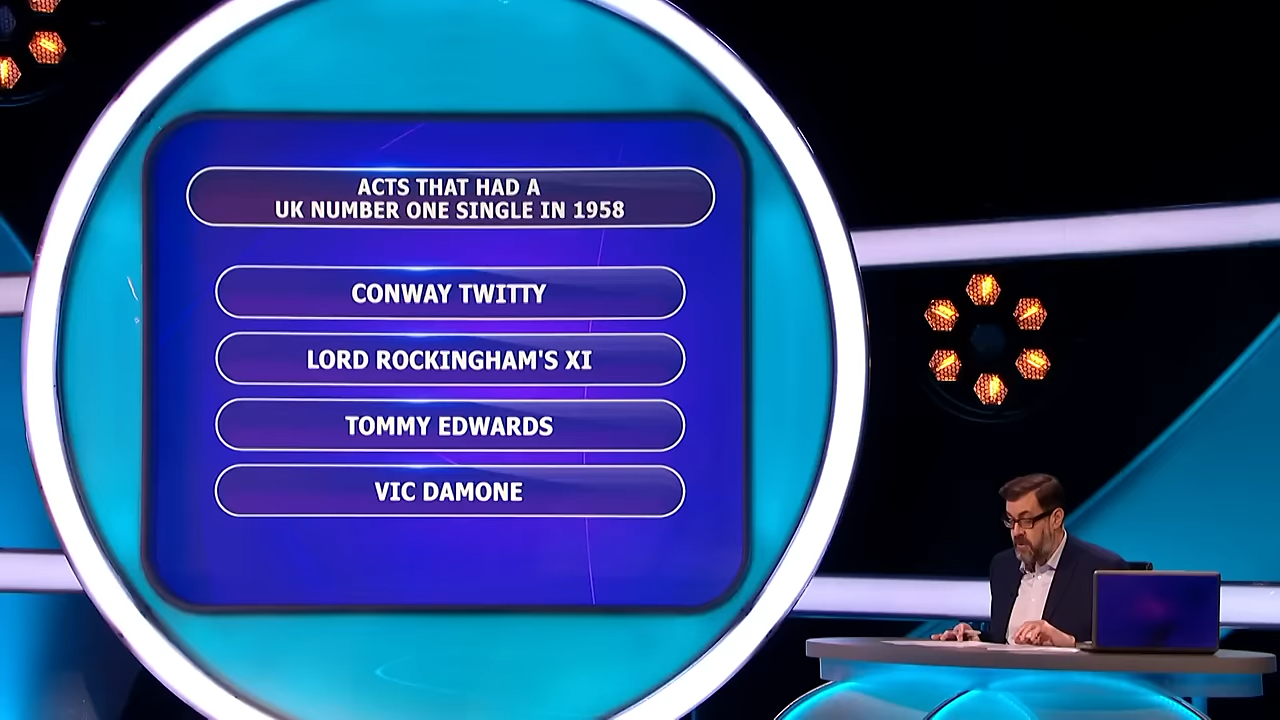 ACTS THAT HAD A
UK NUMBER ONE SINGLE IN 1958
CONWAY TWITTY
LORD ROCKINGHAM'S XI
TOMMY EDWARDS
VIC DAMONE